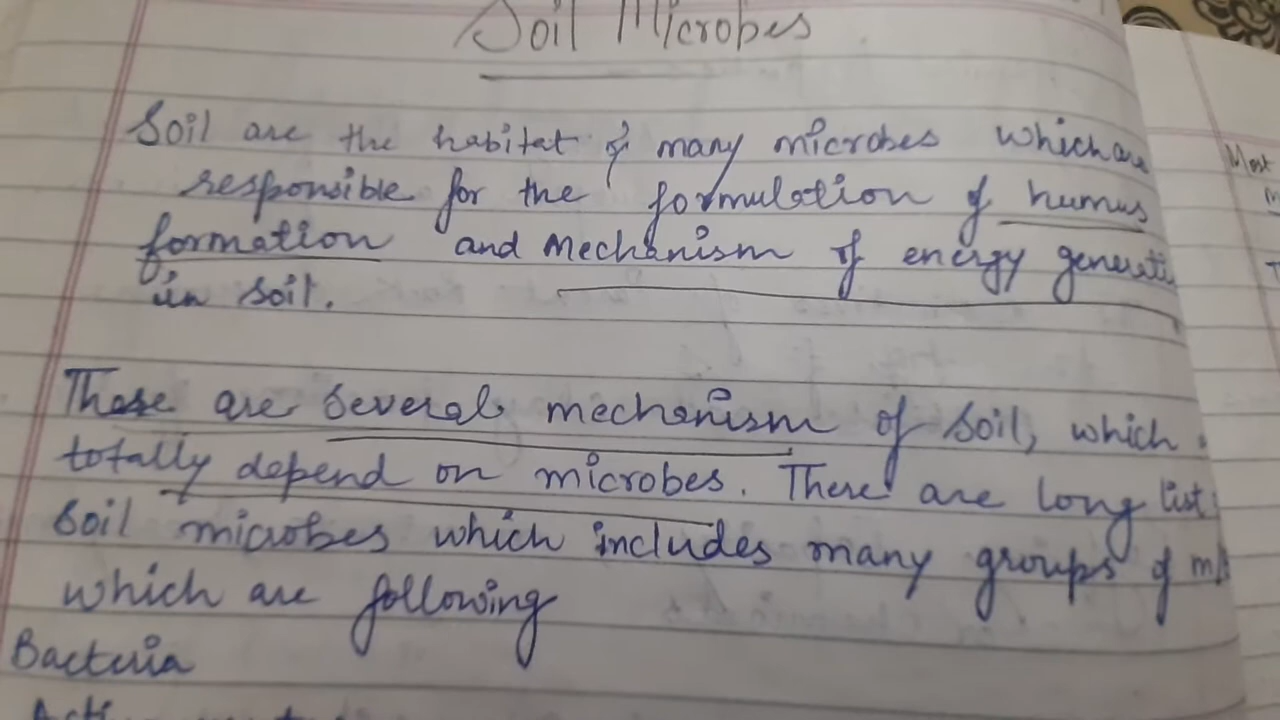 Soil Microbes
Soil are the habitat of many microbes which are
responsible for the formulation of humus
formation and mechanism of energy generati
in soil.
These are several mechanism of soil, which
totally depend on microbes. There are long list
soil microbes which includes many groups of
which are following
Bacteria
Most